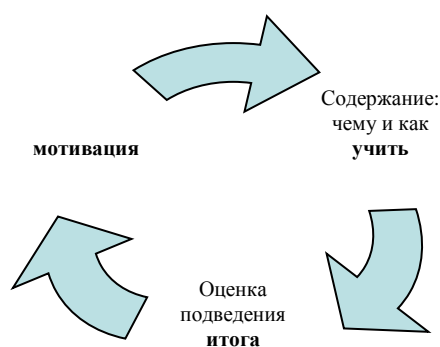 мотивация
Содержание:
чему и как
учить
Оценка
подведения
итога